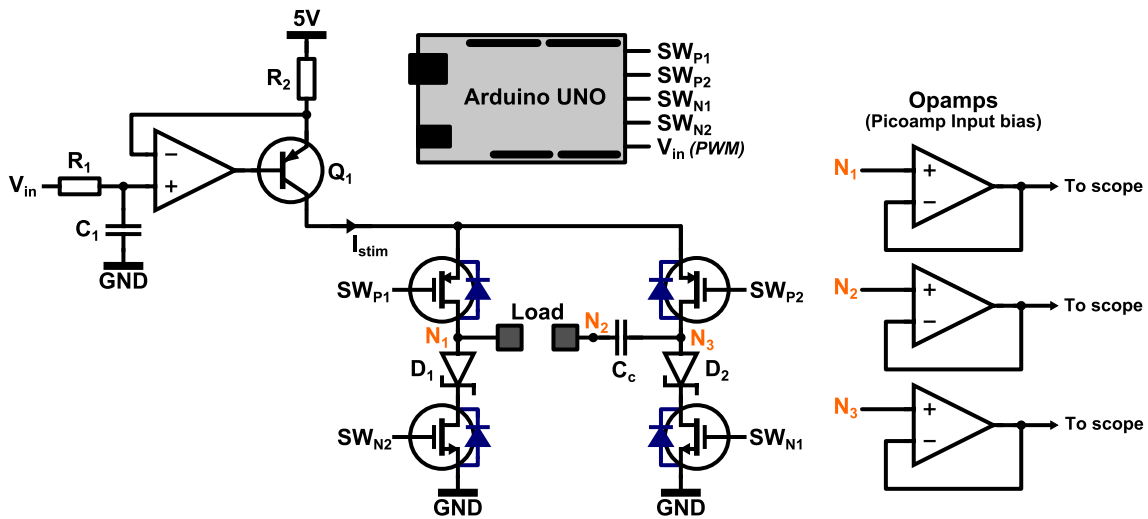 5V
R2
R1
Vin
C1
GND
Q1
Istim
Arduino UNO
SWP1
SWP2
SWN1
SWN2
Vin (PWM)
SWP1
SWP2
Load
N1
N2
N3
Cc
D1
D2
SWN2
SWN1
GND
GND
Opamps
(Picoamp Input bias)
N1
+
−
To scope
N2
+
−
To scope
N3
+
−
To scope
−
+